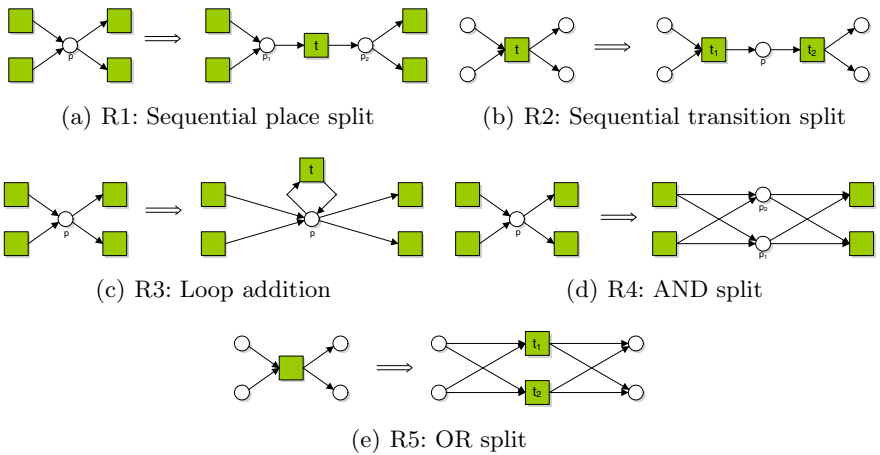 p p₁ t p₂
t t₁ p t₂
(a) R1: Sequential place split
(b) R2: Sequential transition split
p t p
p p₂ p₁
(c) R3: Loop addition
(d) R4: AND split
t₁
t₂
(e) R5: OR split